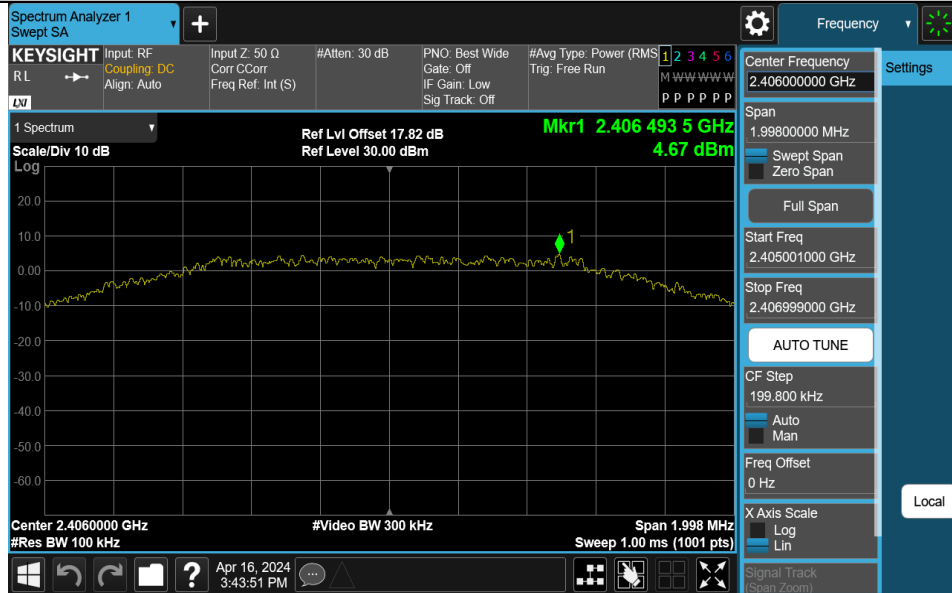 Spectrum Analyzer 1
Swept SA
+
Frequency
KEYSIGHT
RL
LXI
Input: RF
Coupling: DC
Align: Auto
Input Z: 50 Ω
Corr CCorr
Freq Ref: Int (S)
#Atten: 30 dB
PNO: Best Wide
Gate: Off
IF Gain: Low
Sig Track: Off
#Avg Type: Power (RMS
Trig: Free Run
1 2 3 4 5 6
M W W W W W
P P P P P P
1 Spectrum
Scale/Div 10 dB
Log
Ref Lvl Offset 17.82 dB
Ref Level 30.00 dBm
Mkr1 2.406 493 5 GHz
4.67 dBm
20.0
10.0
0.00
-10.0
-20.0
-30.0
-40.0
-50.0
-60.0
1
Center 2.4060000 GHz
#Res BW 100 kHz
#Video BW 300 kHz
Span 1.998 MHz
Sweep 1.00 ms (1001 pts)
?
Apr 16, 2024
3:43:51 PM
Center Frequency
2.406000000 GHz
Span
1.99800000 MHz
Swept Span
Zero Span
Full Span
Start Freq
2.405001000 GHz
Stop Freq
2.406999000 GHz
AUTO TUNE
CF Step
199.800 kHz
Auto
Man
Freq Offset
0 Hz
X Axis Scale
Log
Lin
Signal Track
(Span Zoom)
Settings
Local